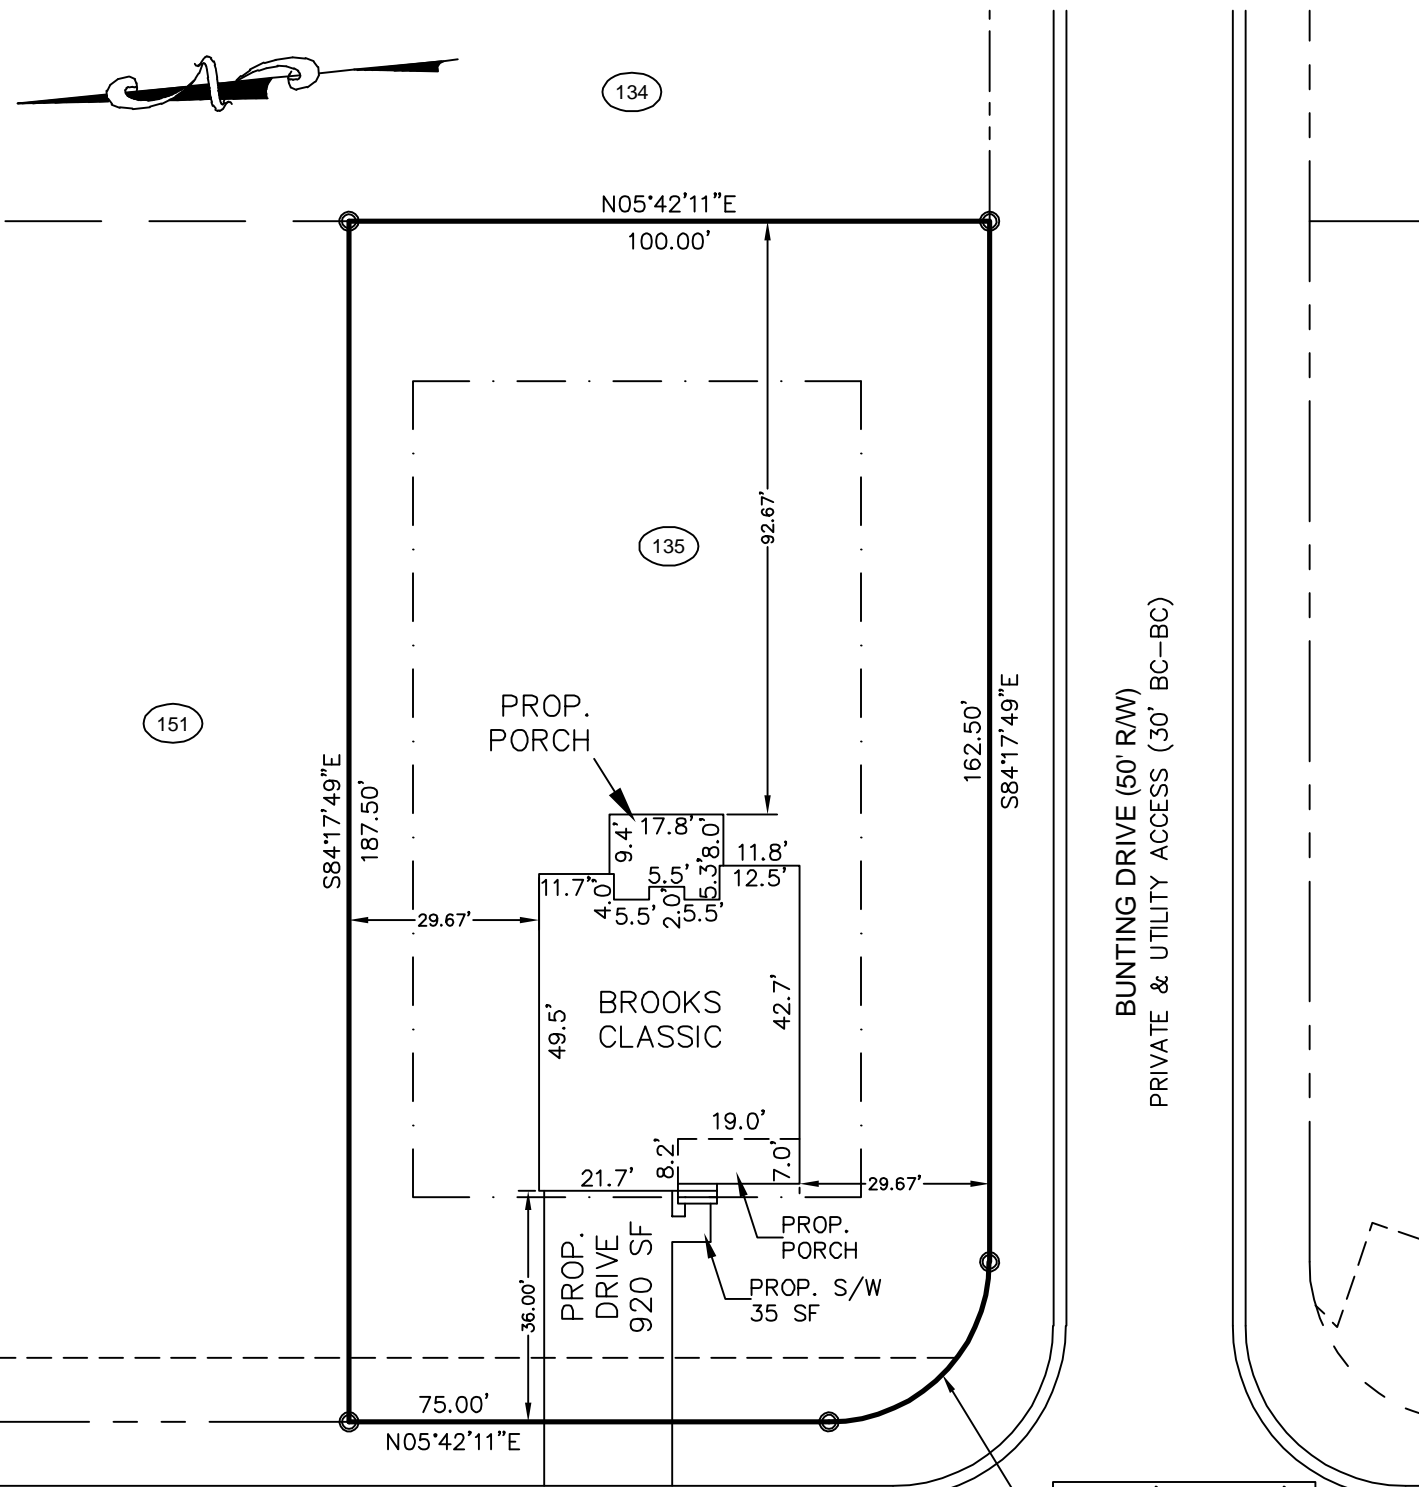 N
134
N05°42'11"E
100.00'
92.67'
135
151
PROP.
PORCH
S84°17'49"E
187.50'
162.50'
S84°17'49"E
BUNTING DRIVE (50' R/W)
PRIVATE & UTILITY ACCESS (30' BC-BC)
17.8'
9.4'
8.0'
11.8'
12.5'
11.7'
4.0'
5.5'
5.5'
2.0'
5.5'
5.3'
29.67'
BROOKS
CLASSIC
49.5'
42.7'
19.0'
8.2'
7.0'
21.7'
29.67'
PROP.
PORCH
PROP. S/W
35 SF
PROP.
DRIVE
920 SF
36.00'
75.00'
N05°42'11"E